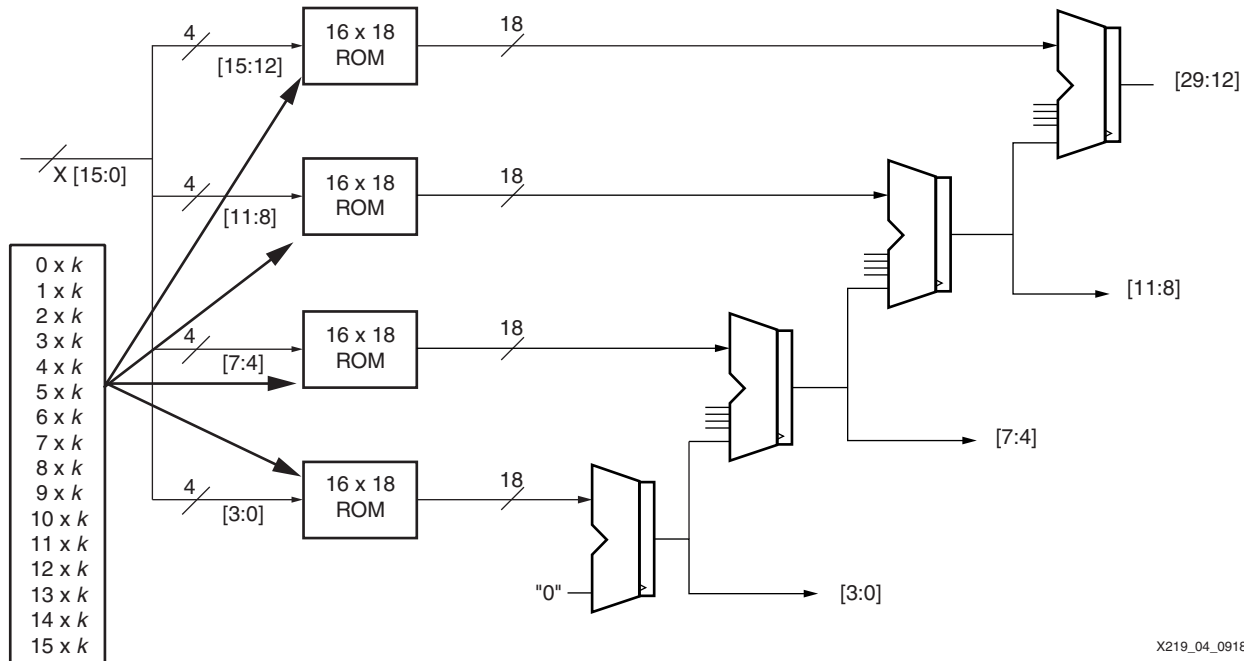 4
16 x 18
ROM
18
[15:12]
[29:12]
X [15:0]
4
16 x 18
ROM
18
[11:8]
[11:8]
0 x k
1 x k
2 x k
3 x k
4 x k
5 x k
6 x k
7 x k
8 x k
9 x k
10 x k
11 x k
12 x k
13 x k
14 x k
15 x k
4
16 x 18
ROM
18
[7:4]
[7:4]
4
16 x 18
ROM
18
[3:0]
"0"
[3:0]
X219_04_0918